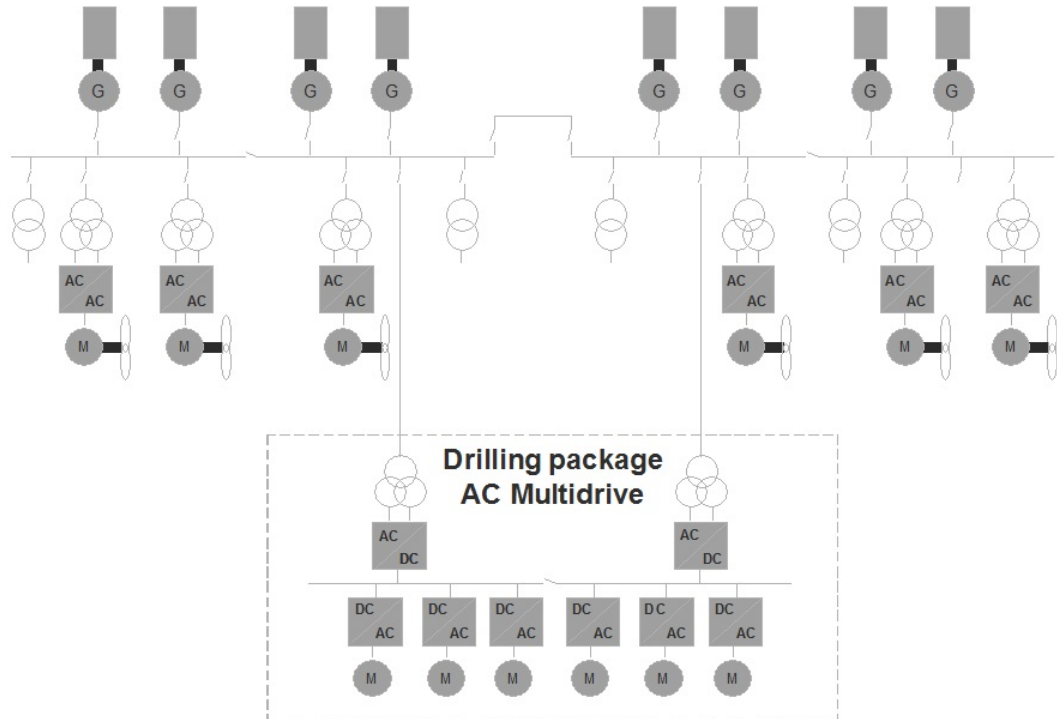 G G G G G G G G
AC AC AC AC AC AC
AC AC AC AC AC AC
M M M M M M
Drilling package
AC Multidrive
AC AC
DC DC
DC DC DC DC DC DC
AC AC AC AC AC AC
M M M M M M